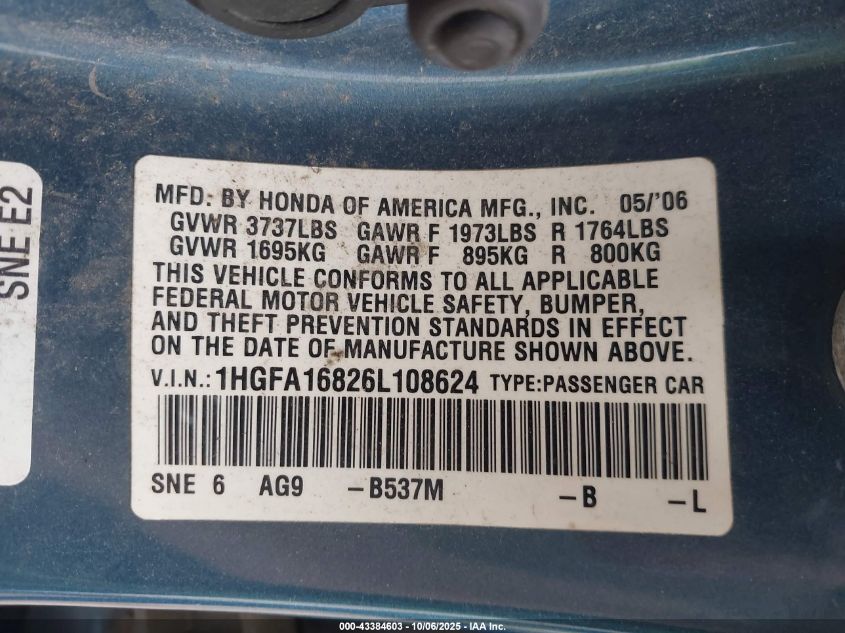 SNE E2
MFD. BY HONDA OF AMERICA MFG., INC. 05/'06
GVWR 3737LBS GAWR F 1973LBS R 1764LBS
GVWR 1695KG GAWR F 895KG R 800KG
THIS VEHICLE CONFORMS TO ALL APPLICABLE
FEDERAL MOTOR VEHICLE SAFETY, BUMPER,
AND THEFT PREVENTION STANDARDS IN EFFECT
ON THE DATE OF MANUFACTURE SHOWN ABOVE.
V.I.N.: 1HGFA16826L108624 TYPE:PASSENGER CAR
SNE 6 AG9 -B537M -B -L
000-43384603 - 10/06/2025 - IAA Inc.